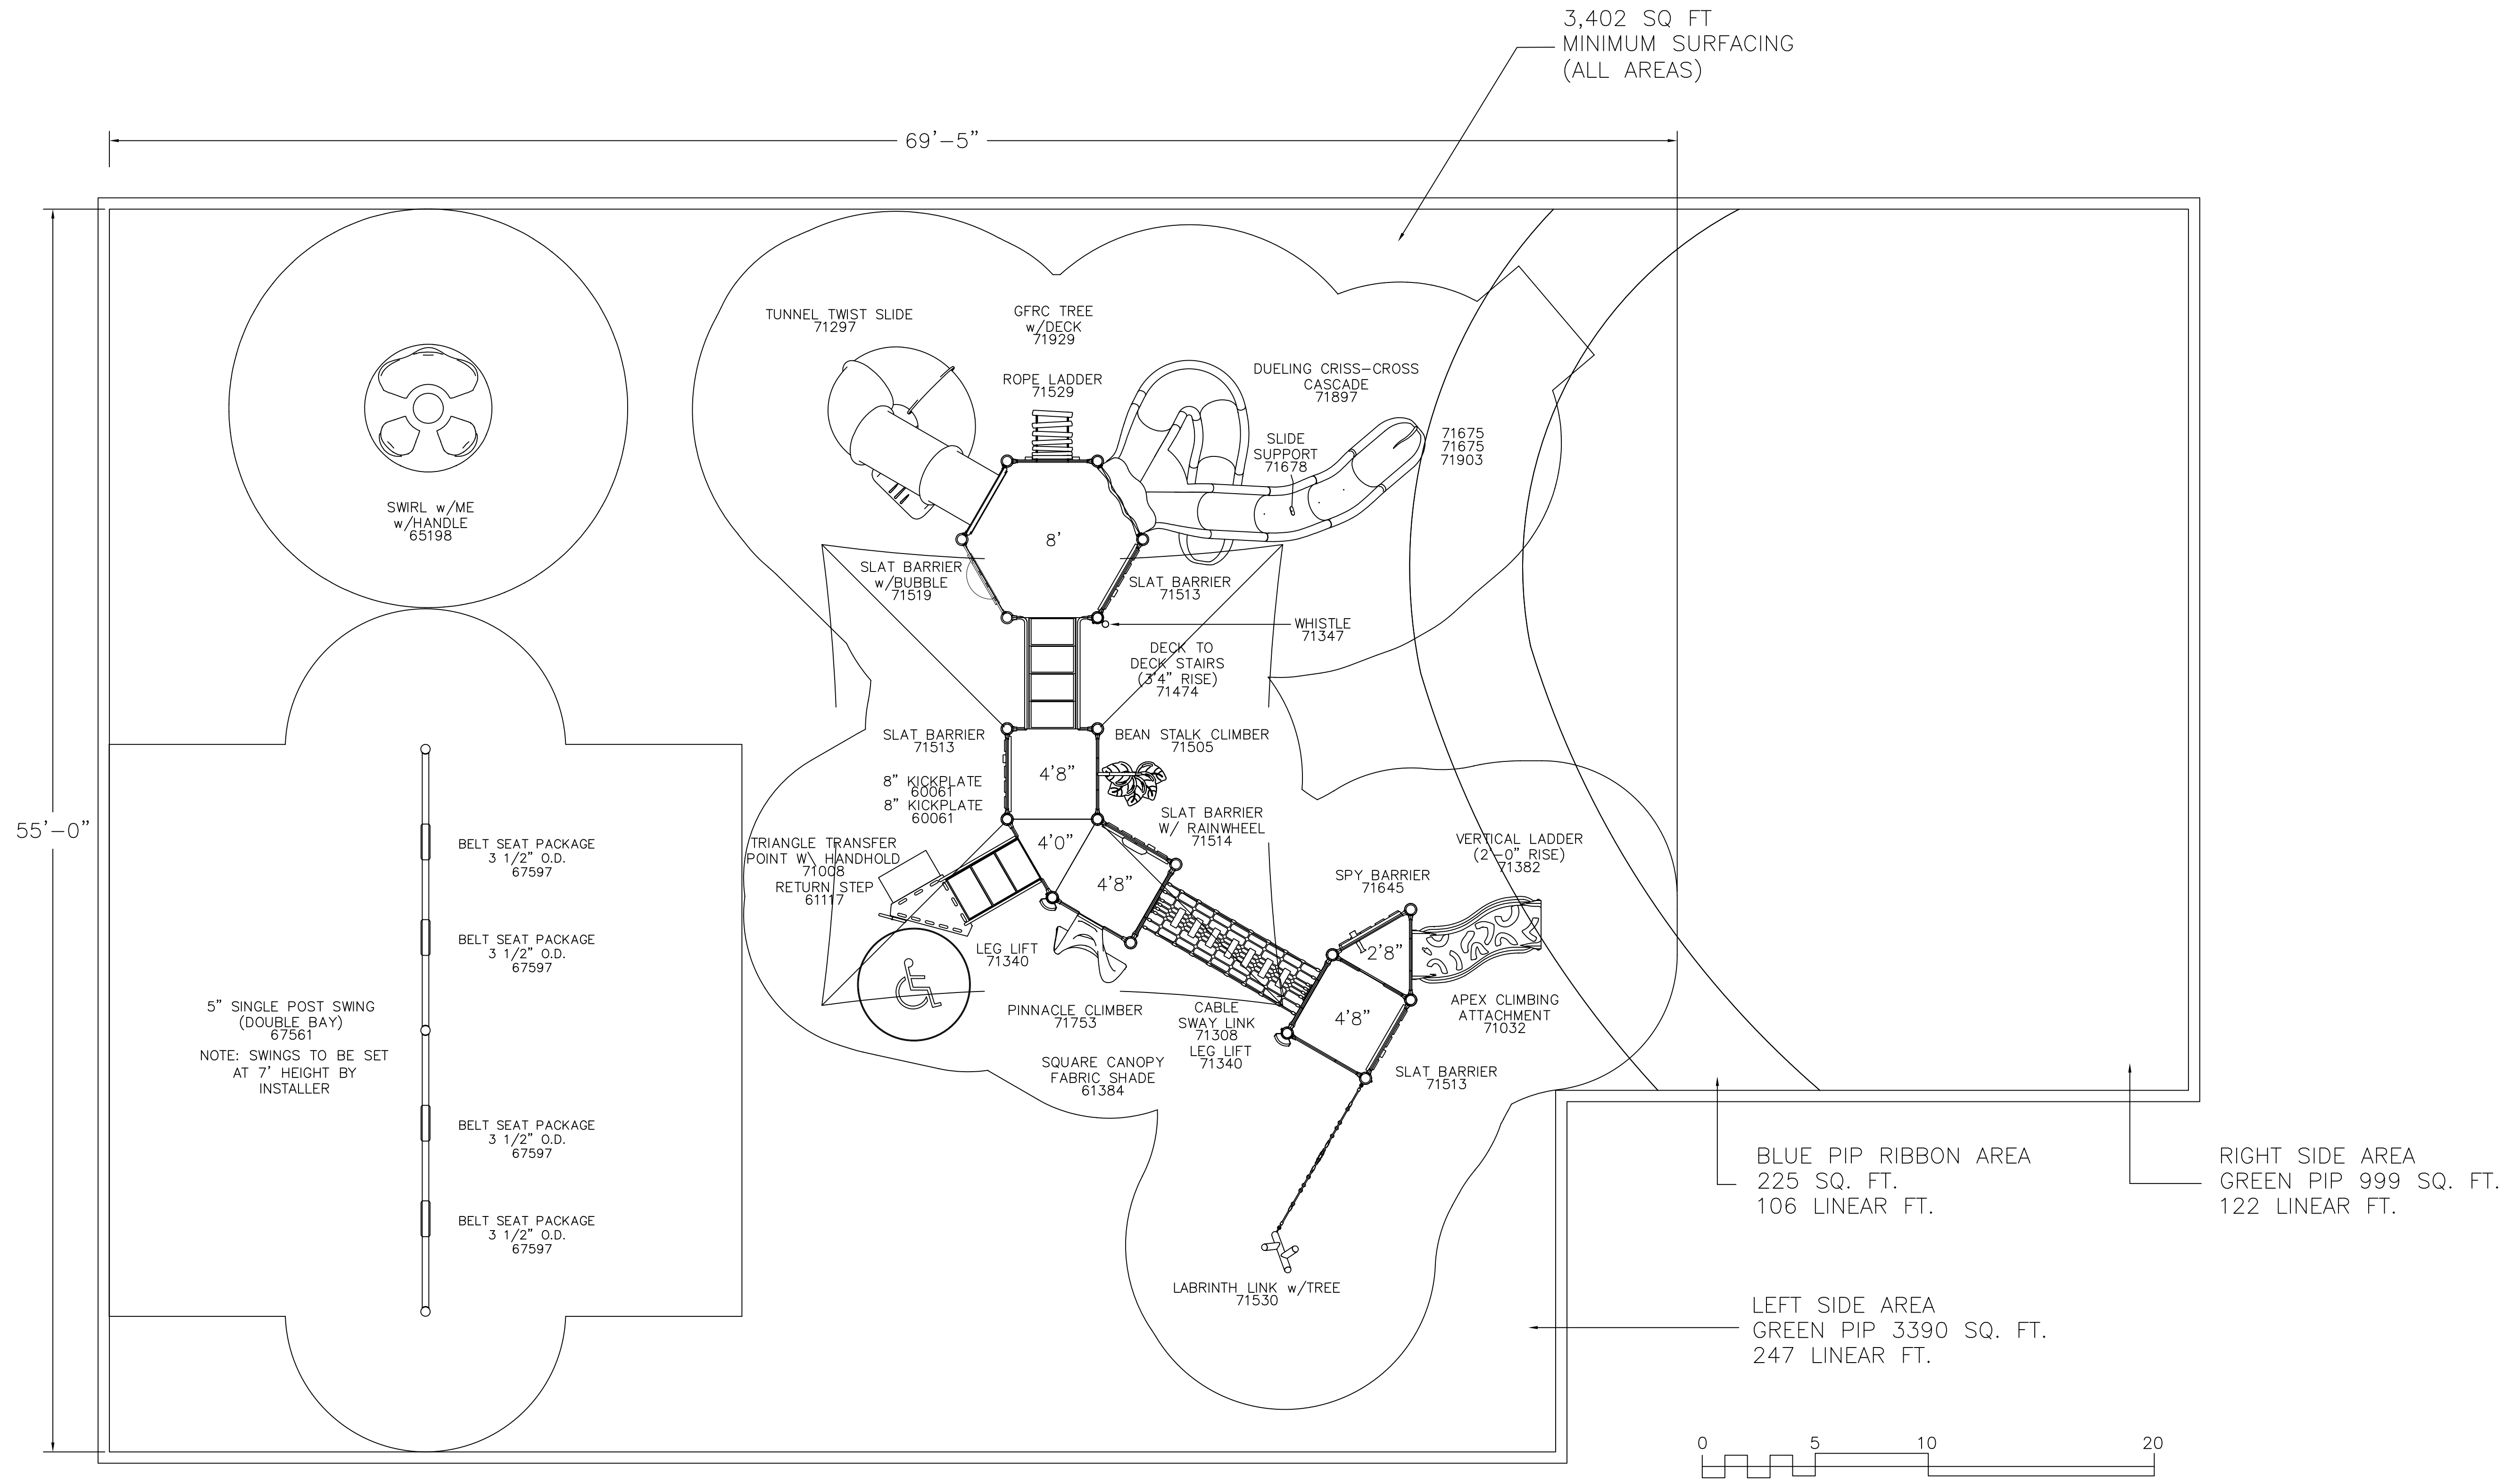 3,402 SQ FT
MINIMUM SURFACING
(ALL AREAS)
69'-5"
55'-0"
TUNNEL TWIST SLIDE
71297
GFRC TREE
w/DECK
71929
ROPE LADDER
71529
DUELING CRISS-CROSS
CASCADE
71897
SLIDE
SUPPORT
71678
71675
71675
71903
SWIRL w/ME
w/HANDLE
65198
8'
SLAT BARRIER
w/BUBBLE
71519
SLAT BARRIER
71513
WHISTLE
71347
DECK TO
DECK STAIRS
(3'4" RISE)
71474
SLAT BARRIER
71513
BEAN STALK CLIMBER
71505
4'8"
8" KICKPLATE
60061
8" KICKPLATE
60061
SLAT BARRIER
W/ RAINWHEEL
71514
4'0"
TRIANGLE TRANSFER
POINT W\ HANDHOLD
71008
RETURN STEP
61117
4'8"
VERTICAL LADDER
(2'-0" RISE)
71382
SPY BARRIER
71645
BELT SEAT PACKAGE
3 1/2" O.D.
67597
BELT SEAT PACKAGE
3 1/2" O.D.
67597
LEG LIFT
71340
2'8"
5" SINGLE POST SWING
(DOUBLE BAY)
67561
NOTE: SWINGS TO BE SET
AT 7' HEIGHT BY
INSTALLER
PINNACLE CLIMBER
71753
CABLE
SWAY LINK
71308
LEG LIFT
71340
4'8"
APEX CLIMBING
ATTACHMENT
71032
SQUARE CANOPY
FABRIC SHADE
61384
SLAT BARRIER
71513
BELT SEAT PACKAGE
3 1/2" O.D.
67597
BELT SEAT PACKAGE
3 1/2" O.D.
67597
BLUE PIP RIBBON AREA
225 SQ. FT.
106 LINEAR FT.
RIGHT SIDE AREA
GREEN PIP 999 SQ. FT.
122 LINEAR FT.
LABRINTH LINK w/TREE
71530
LEFT SIDE AREA
GREEN PIP 3390 SQ. FT.
247 LINEAR FT.
0 5 10 20